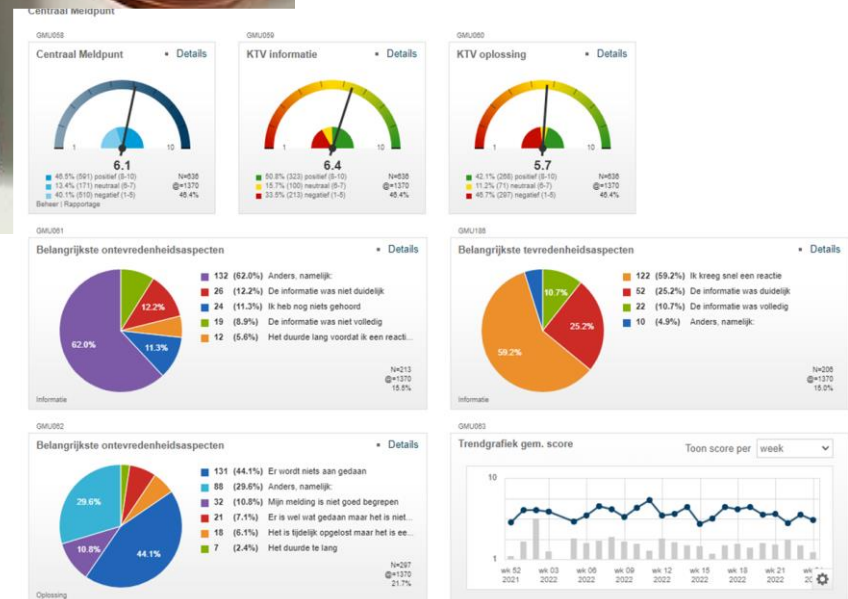 Centraal Meldpunt
GMU058
Centraal Meldpunt
• Details
1
10
6.1
46.5% (591) positief (8-10)
13.4% (171) neutraal (6-7)
40.1% (510) negatief (1-5)
N=636
@=1370
46.4%
Beheer | Rapportage
GMU059
KTV informatie
• Details
1
10
6.4
50.8% (323) positief (8-10)
15.7% (100) neutraal (6-7)
33.5% (213) negatief (1-5)
N=636
@=1370
46.4%
GMU060
KTV oplossing
• Details
1
10
5.7
42.1% (268) positief (8-10)
11.2% (71) neutraal (6-7)
46.7% (297) negatief (1-5)
N=636
@=1370
46.4%
GMU061
Belangrijkste ontevredenheidsaspecten
• Details
62.0%
12.2%
11.3%
132 (62.0%) Anders, namelijk:
26 (12.2%) De informatie was niet duidelijk
24 (11.3%) Ik heb nog niets gehoord
19 (8.9%) De informatie was niet volledig
12 (5.6%) Het duurde lang voordat ik een reacti...
N=213
@=1370
15.5%
Informatie
GMU188
Belangrijkste tevredenheidsaspecten
• Details
10.7%
25.2%
59.2%
122 (59.2%) Ik kreeg snel een reactie
52 (25.2%) De informatie was duidelijk
22 (10.7%) De informatie was volledig
10 (4.9%) Anders, namelijk:
N=206
@=1370
15.0%
Informatie
GMU062
Belangrijkste ontevredenheidsaspecten
• Details
29.6%
10.8%
44.1%
131 (44.1%) Er wordt niets aan gedaan
88 (29.6%) Anders, namelijk:
32 (10.8%) Mijn melding is niet goed begrepen
21 (7.1%) Er is wel wat gedaan maar het is niet...
18 (6.1%) Het is tijdelijk opgelost maar het is ee...
7 (2.4%) Het duurde te lang
N=297
@=1370
21.7%
Oplossing
GMU063
Trendgrafiek gem. score
Toon score per week
10
1
wk 52 wk 03 wk 06 wk 09 wk 12 wk 15 wk 18 wk 21
2021 2022 2022 2022 2022 2022 2022 2022